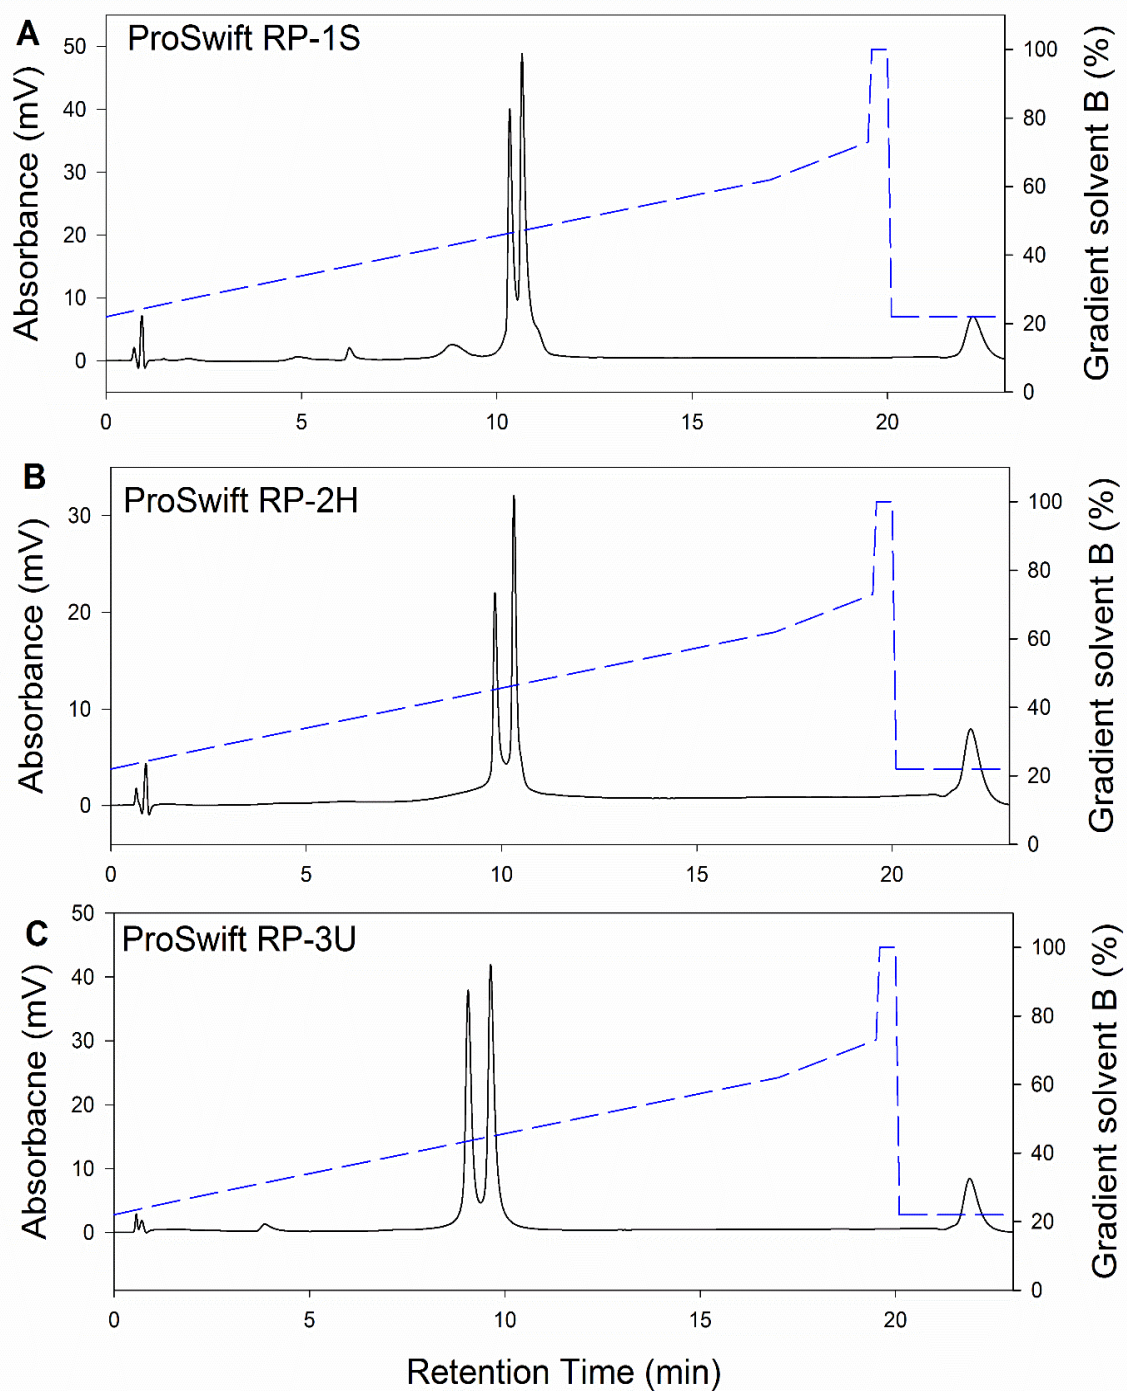 A
ProSwift RP-1S
Absorbance (mV)
50
40
30
20
10
0
100
80
60
40
20
0
Gradient solvent B (%)
0 5 10 15 20
B
ProSwift RP-2H
Absorbance (mV)
30
20
10
0
100
80
60
40
20
0
Gradient solvent B (%)
0 5 10 15 20
C
ProSwift RP-3U
Absorbacne (mV)
50
40
30
20
10
0
100
80
60
40
20
0
Gradient solvent B (%)
0 5 10 15 20
Retention Time (min)